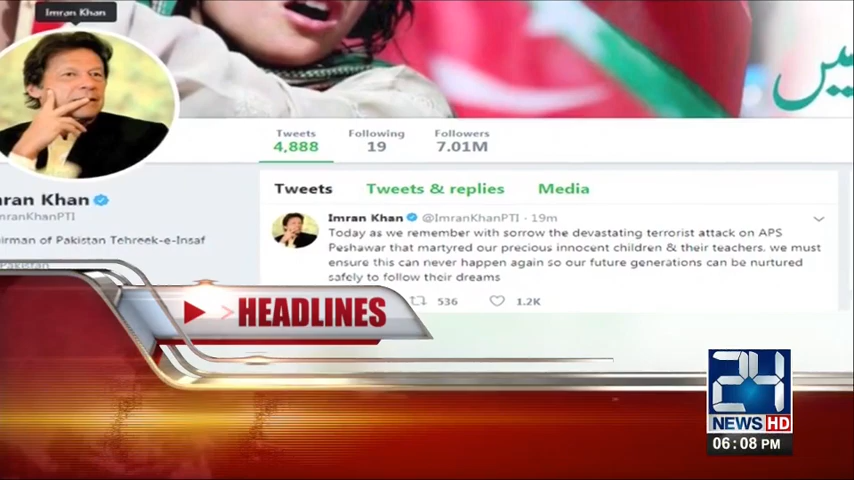 Imran Khan
میں
Tweets Following Followers
4,888 19 7.01M
mran Khan
mranKhanPTI
irman of Pakistan Tehreek-e-Insaf
Pakistan
Tweets Tweets & replies Media
Imran Khan @ImranKhanPTI · 19m
Today as we remember with sorrow the devastating terrorist attack on APS
Peshawar that martyred our precious innocent children & their teachers, we must
ensure this can never happen again so our future generations can be nurtured
safely to follow their dreams
536 1.2K
HEADLINES
24
NEWS HD
06:08 PM